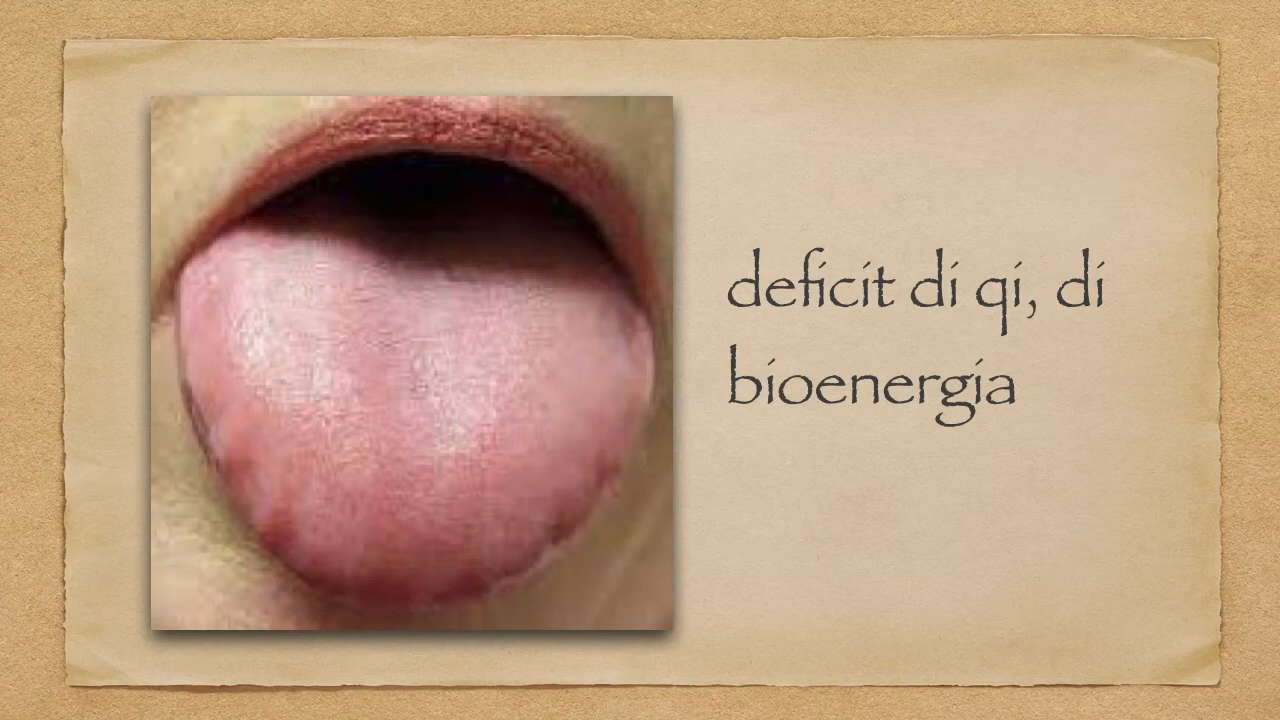 deficit di qi, di
bioenergia